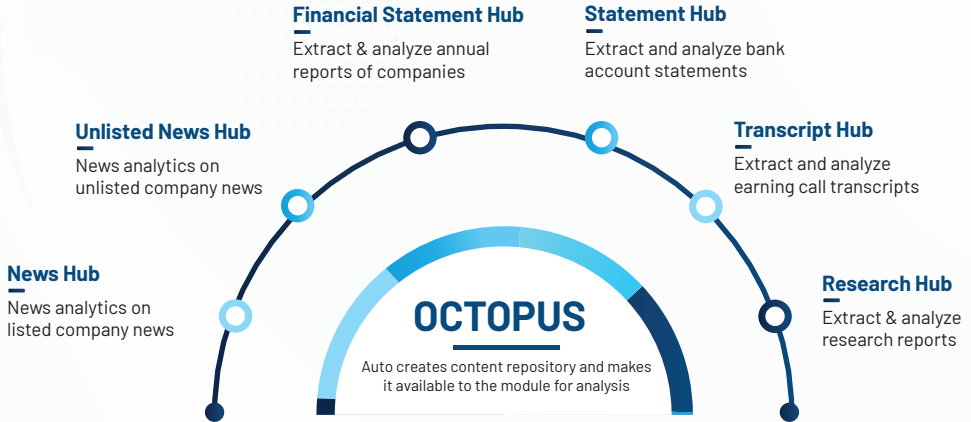 Financial Statement Hub
Extract & analyze annual
reports of companies
Statement Hub
Extract and analyze bank
account statements
Unlisted News Hub
News analytics on
unlisted company news
Transcript Hub
Extract and analyze
earning call transcripts
News Hub
News analytics on
listed company news
Research Hub
Extract & analyze
research reports
OCTOPUS
Auto creates content repository and makes
it available to the module for analysis